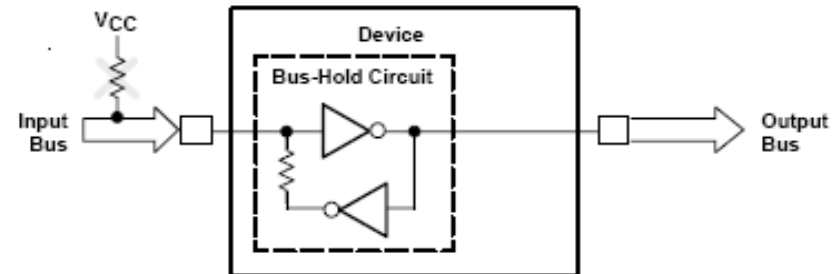 VCC
Device
Bus-Hold Circuit
Input
Bus
Output
Bus